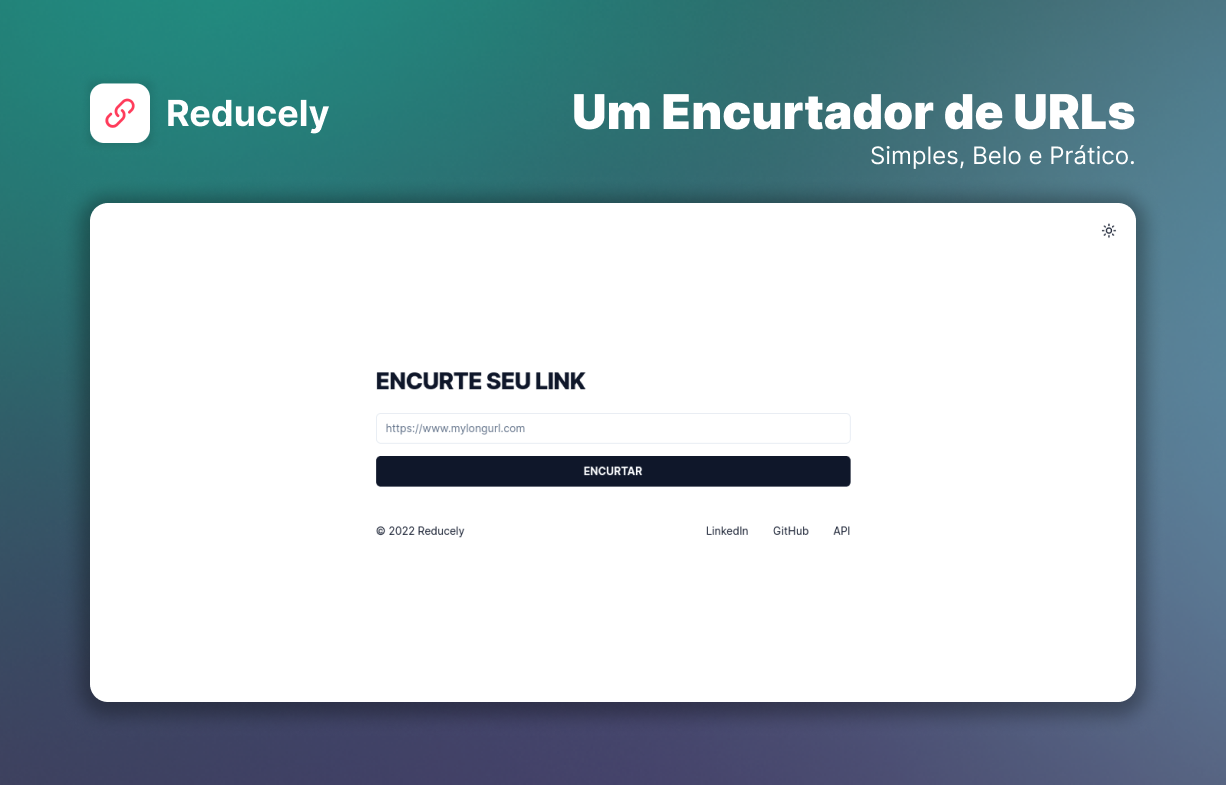 Reducely
Um Encurtador de URLs
Simples, Belo e Prático.
ENCURTE SEU LINK
https://www.mylongurl.com
ENCURTAR
© 2022 Reducely LinkedIn GitHub API